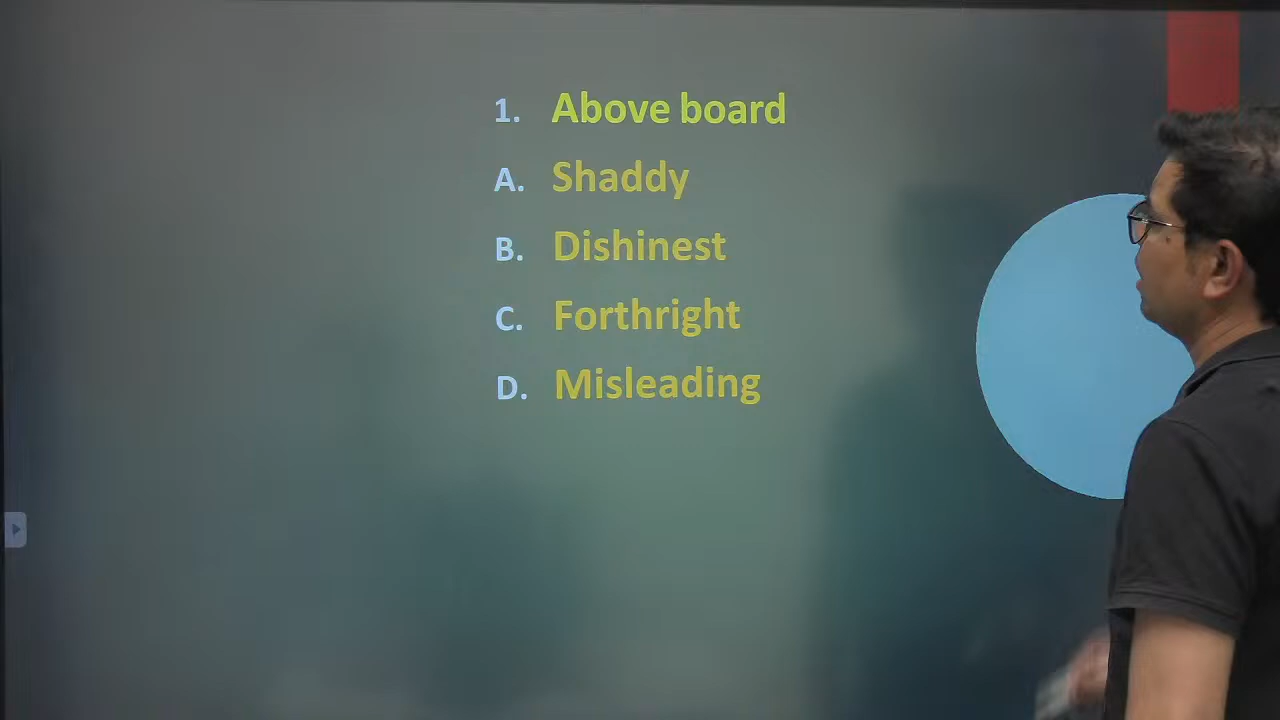 1. Above board
A. Shaddy
B. Dishinest
C. Forthright
D. Misleading